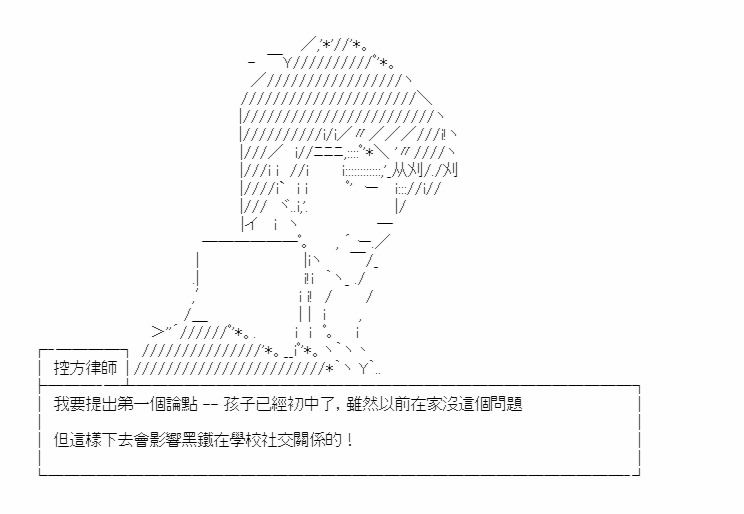 控方律師
我要提出第一個論點 -- 孩子已經初中了, 雖然以前在家沒這個問題
但這樣下去會影響黑鐵在學校社交關係的！